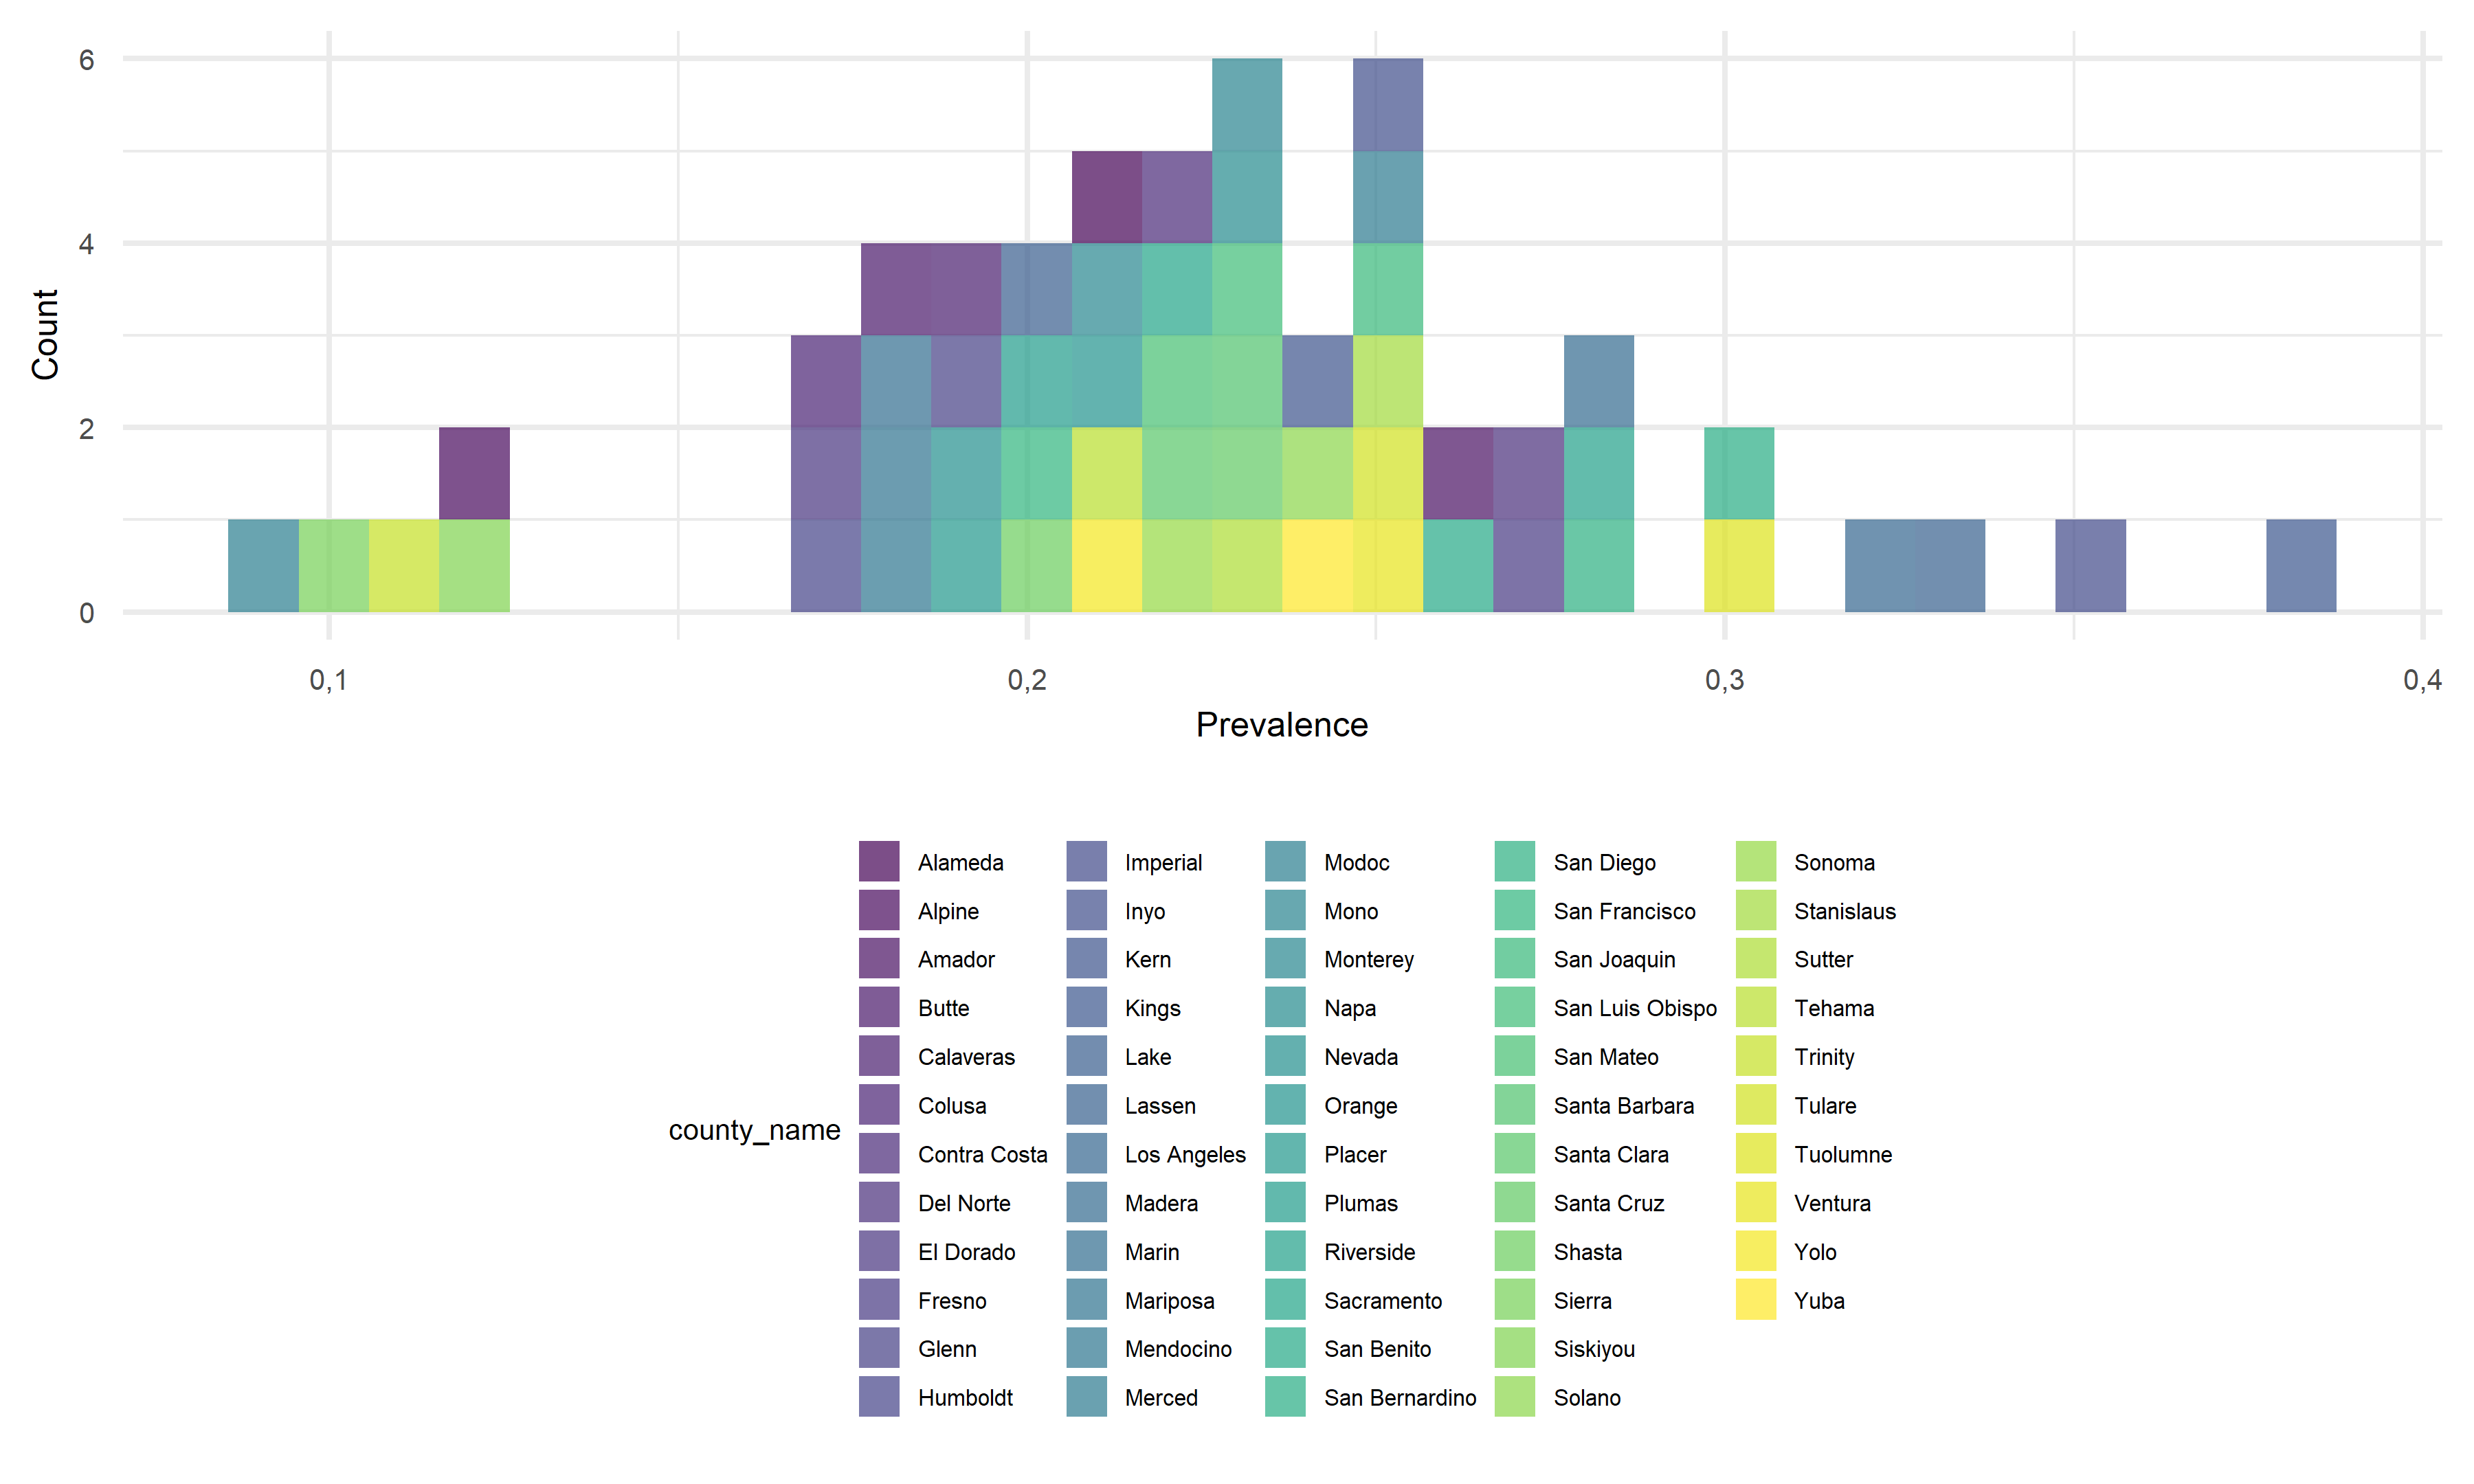 6
4
2
0
Count
0,1 0,2 0,3 0,4
Prevalence
county_name
Alameda
Alpine
Amador
Butte
Calaveras
Colusa
Contra Costa
Del Norte
El Dorado
Fresno
Glenn
Humboldt
Imperial
Inyo
Kern
Kings
Lake
Lassen
Los Angeles
Madera
Marin
Mariposa
Mendocino
Merced
Modoc
Mono
Monterey
Napa
Nevada
Orange
Placer
Plumas
Riverside
Sacramento
San Benito
San Bernardino
San Diego
San Francisco
San Joaquin
San Luis Obispo
San Mateo
Santa Barbara
Santa Clara
Santa Cruz
Shasta
Sierra
Siskiyou
Solano
Sonoma
Stanislaus
Sutter
Tehama
Trinity
Tulare
Tuolumne
Ventura
Yolo
Yuba